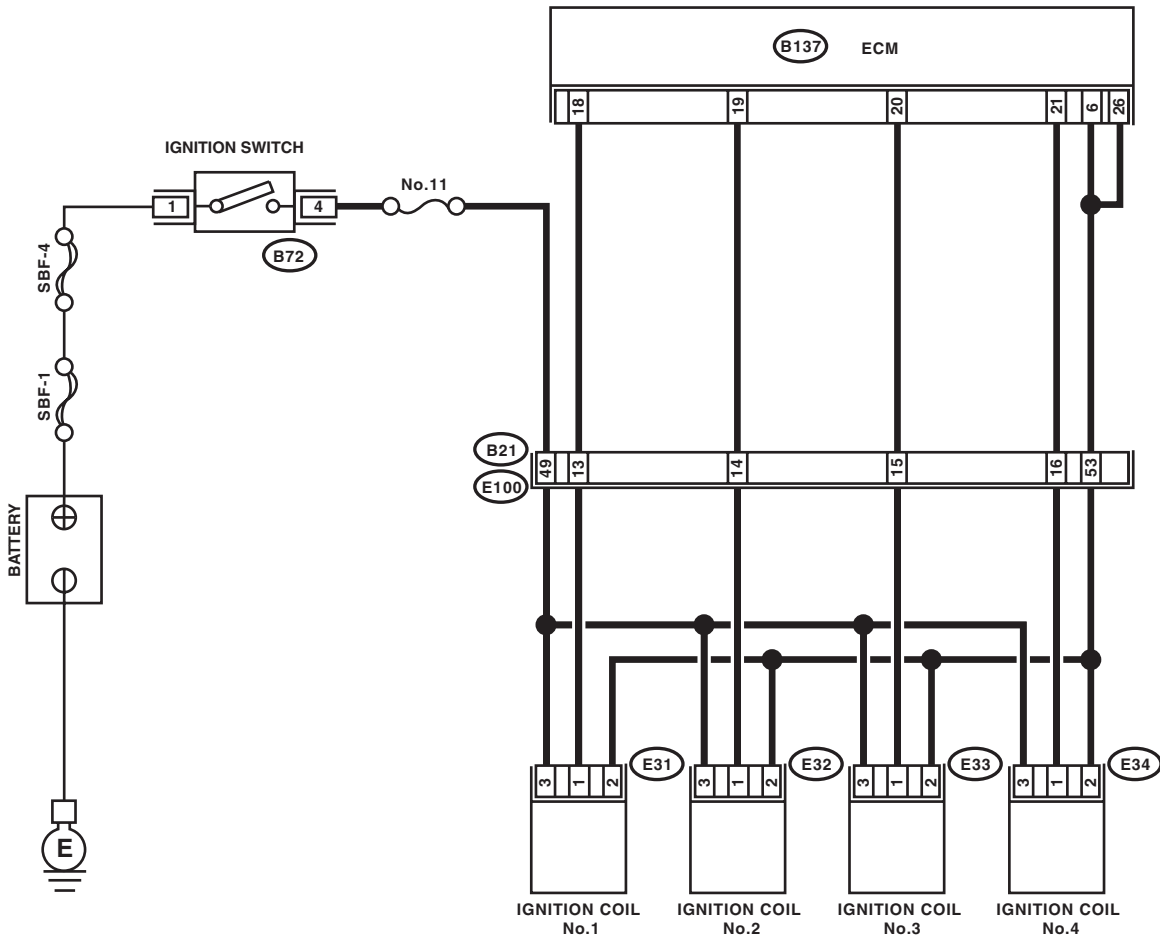 B137 ECM
18 19 20 21 6 26
IGNITION SWITCH
1 4
No.11
B72
SBF-4
SBF-1
B21
E100
49 13 14 15 16 53
BATTERY
E31 E32 E33 E34
3 1 2 3 1 2 3 1 2 3 1 2
E
IGNITION COIL
No.1
IGNITION COIL
No.2
IGNITION COIL
No.3
IGNITION COIL
No.4